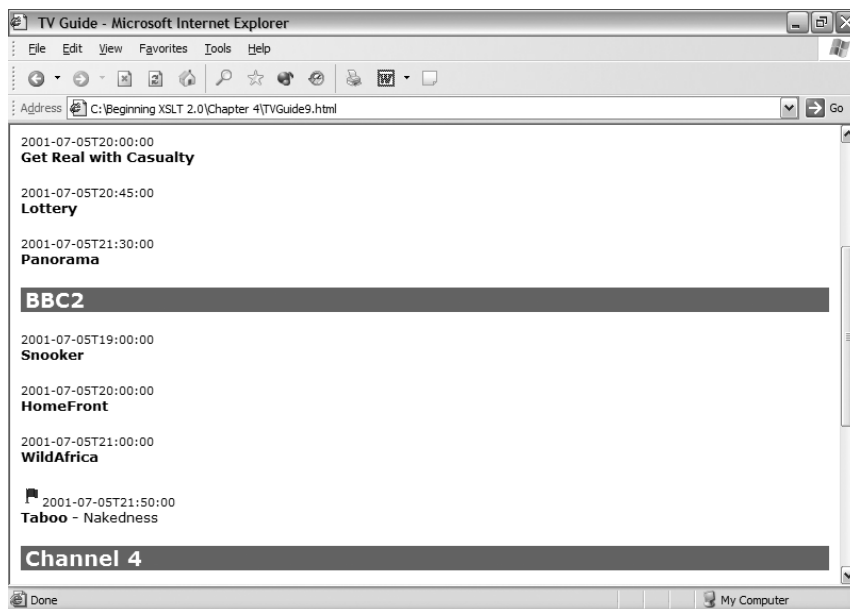 TV Guide - Microsoft Internet Explorer
File Edit View Favorites Tools Help
Address C:\Beginning XSLT 2.0\Chapter 4\TVGuide9.html Go
2001-07-05T20:00:00
Get Real with Casualty
2001-07-05T20:45:00
Lottery
2001-07-05T21:30:00
Panorama
BBC2
2001-07-05T19:00:00
Snooker
2001-07-05T20:00:00
HomeFront
2001-07-05T21:00:00
WildAfrica
2001-07-05T21:50:00
Taboo - Nakedness
Channel 4
Done My Computer